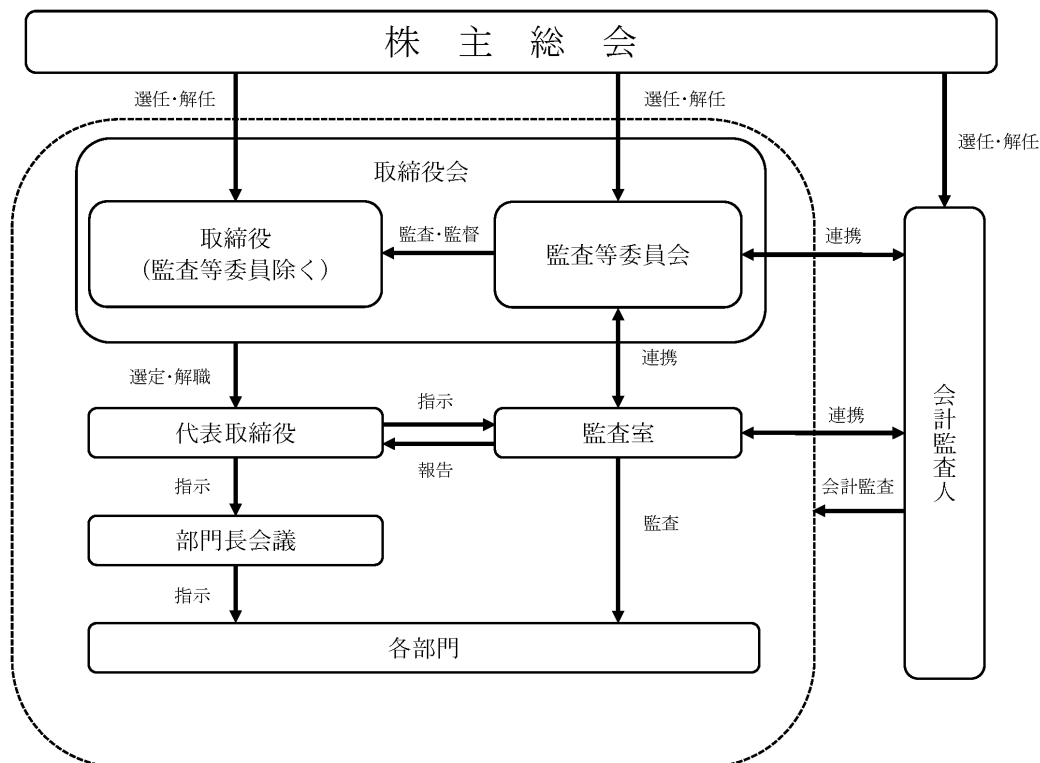 株　主　総　会
選任・解任
選任・解任
選任・解任
取締役会
取締役
（監査等委員除く）
監査・監督
監査等委員会
連携
選定・解職
連携
会計監査人
代表取締役
指示
報告
監査室
連携
会計監査
指示
監査
部門長会議
指示
各部門